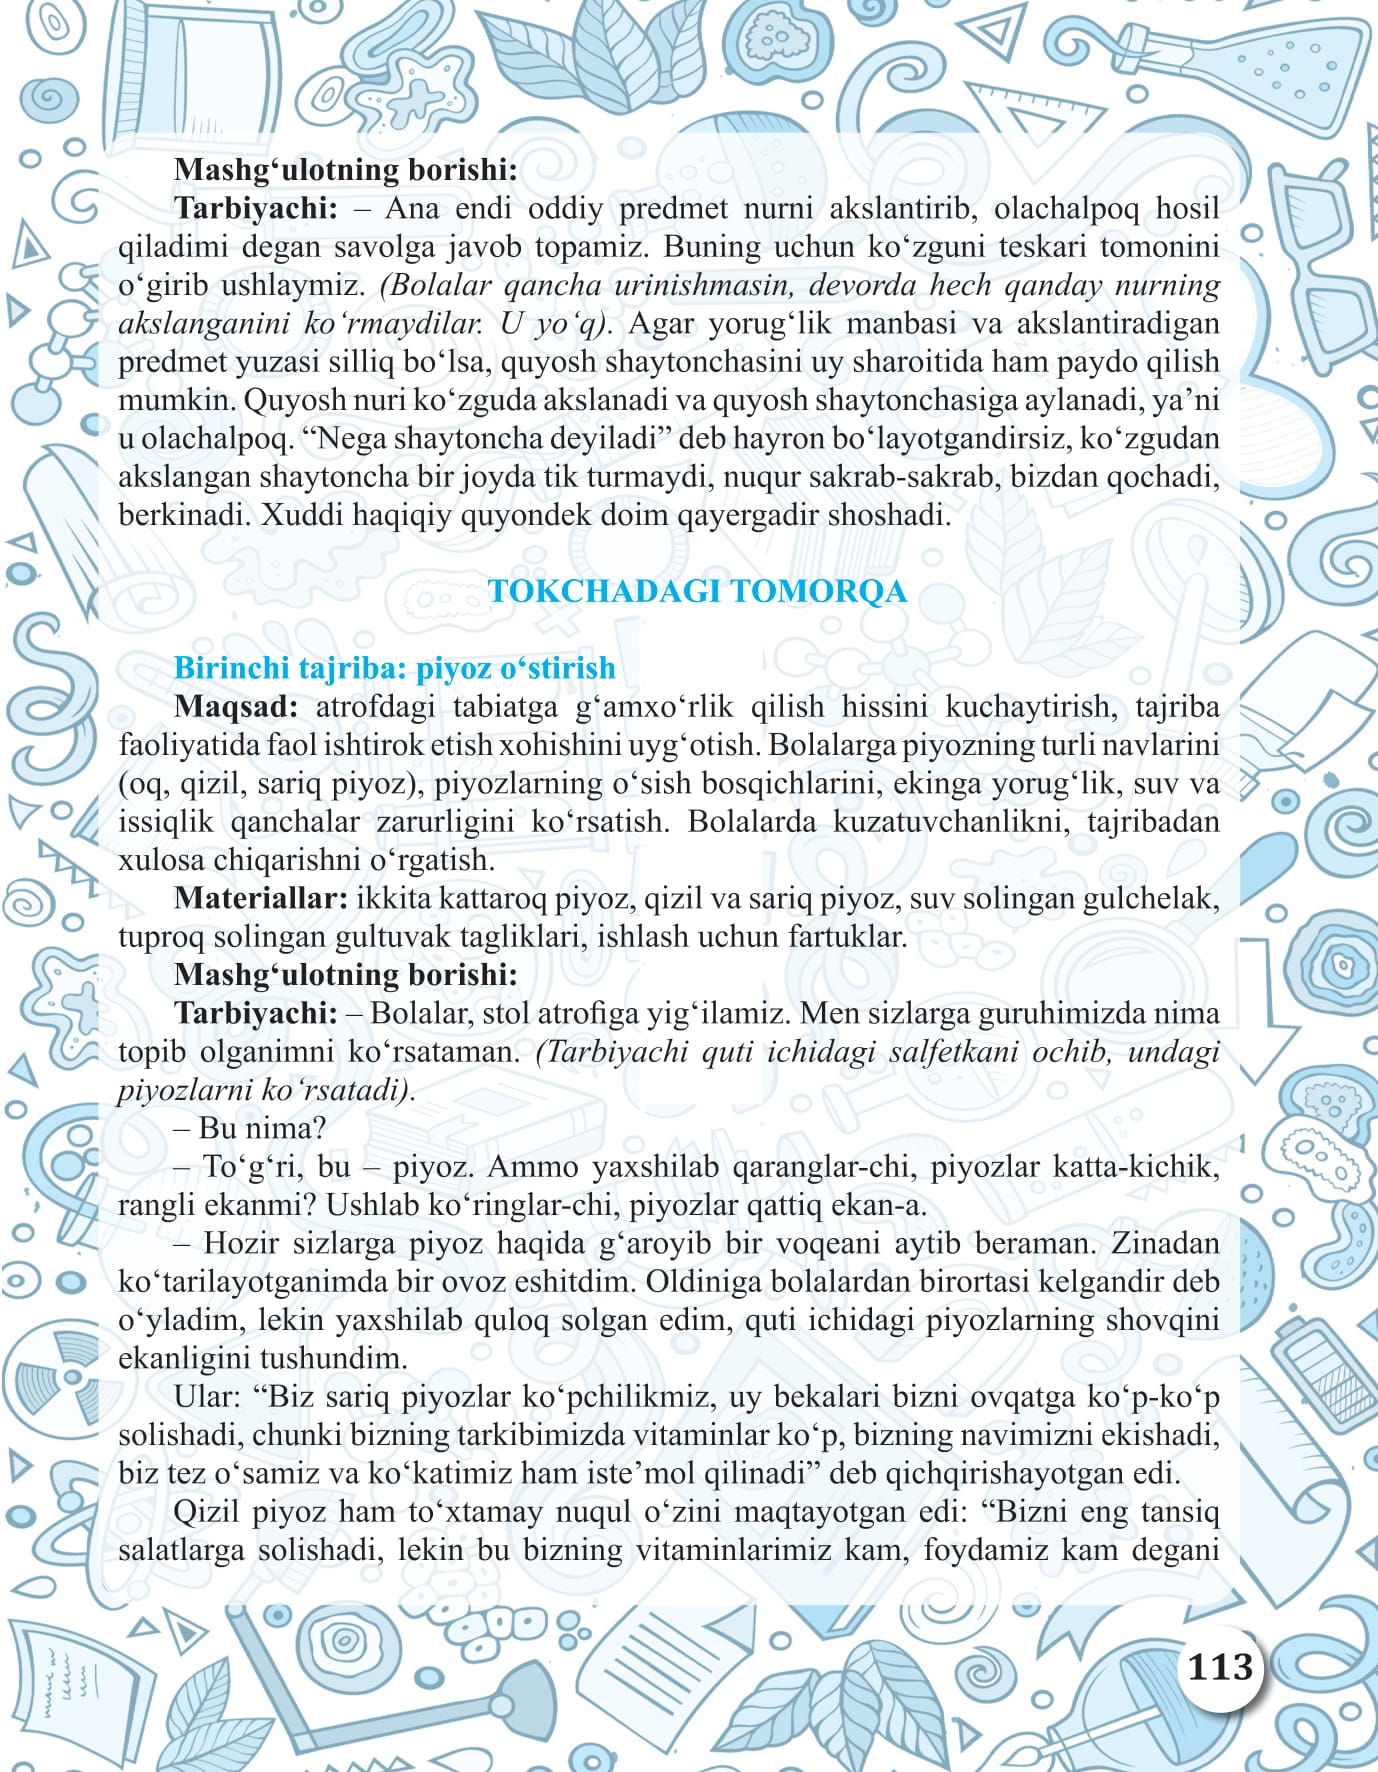 Mashg‘ulotning borishi:
Tarbiyachi: – Ana endi oddiy predmet nurni akslantirib, olachalpoq hosil
qiladimi degan savolga javob topamiz. Buning uchun ko‘zguni teskari tomonini
o‘girib ushlaymiz. (Bolalar qancha urinishmasin, devorda hech qanday nurning
akslanganini ko‘rmaydilar. U yo‘q). Agar yorug‘lik manbasi va akslantiradigan
predmet yuzasi silliq bo‘lsa, quyosh shaytonchasini uy sharoitida ham paydo qilish
mumkin. Quyosh nuri ko‘zguda akslanadi va quyosh shaytonchasiga aylanadi, ya’ni
u olachalpoq. “Nega shaytoncha deyiladi” deb hayron bo‘layotgandirsiz, ko‘zgudan
akslangan shaytoncha bir joyda tik turmaydi, nuqur sakrab-sakrab, bizdan qochadi,
berkinadi. Xuddi haqiqiy quyondek doim qayergadir shoshadi.
TOKCHADAGI TOMORQA
Birinchi tajriba: piyoz o‘stirish
Maqsad: atrofdagi tabiatga g‘amxo‘rlik qilish hissini kuchaytirish, tajriba
faoliyatida faol ishtirok etish xohishini uyg‘otish. Bolalarga piyozning turli navlarini
(oq, qizil, sariq piyoz), piyozlarning o‘sish bosqichlarini, ekinga yorug‘lik, suv va
issiqlik qanchalar zarurligini ko‘rsatish. Bolalarda kuzatuvchanlikni, tajribadan
xulosa chiqarishni o‘rgatish.
Materiallar: ikkita kattaroq piyoz, qizil va sariq piyoz, suv solingan gulchelak,
tuproq solingan gultuvak tagliklari, ishlash uchun fartuklar.
Mashg‘ulotning borishi:
Tarbiyachi: – Bolalar, stol atrofiga yig‘ilamiz. Men sizlarga guruhimizda nima
topib olganimni ko‘rsataman. (Tarbiyachi quti ichidagi salfetkani ochib, undagi
piyozlarni ko‘rsatadi).
– Bu nima?
– To‘g‘ri, bu – piyoz. Ammo yaxshilab qaranglar-chi, piyozlar katta-kichik,
rangli ekanmi? Ushlab ko‘ringlar-chi, piyozlar qattiq ekan-a.
– Hozir sizlarga piyoz haqida g‘aroyib bir voqeani aytib beraman. Zinadan
ko‘tarilayotganimda bir ovoz eshitdim. Oldiniga bolalardan birortasi kelgandir deb
o‘yladim, lekin yaxshilab quloq solgan edim, quti ichidagi piyozlarning shovqini
ekanligini tushundim.
Ular: “Biz sariq piyozlar ko‘pchilikmiz, uy bekalari bizni ovqatga ko‘p-ko‘p
solishadi, chunki bizning tarkibimizda vitaminlar ko‘p, bizning navimizni ekishadi,
biz tez o‘samiz va ko‘katimiz ham iste’mol qilinadi” deb qichqirishayotgan edi.
Qizil piyoz ham to‘xtamay nuqul o‘zini maqtayotgan edi: “Bizni eng tansiq
salatlarga solishadi, lekin bu bizning vitaminlarimiz kam, foydamiz kam degani
113